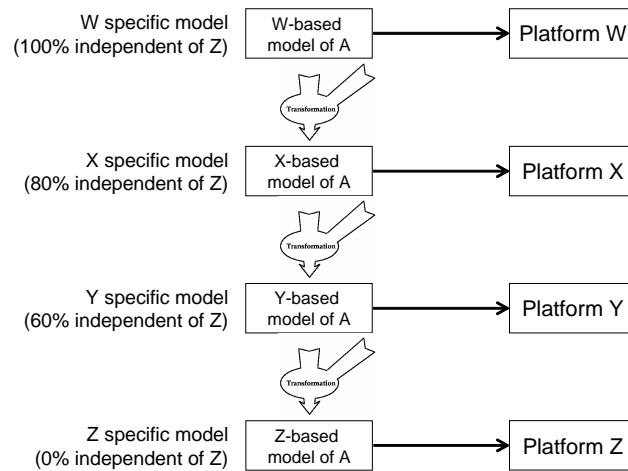 W specific model
(100% independent of Z)
W-based
model of A
Platform W
Transformation
X specific model
(80% independent of Z)
X-based
model of A
Platform X
Transformation
Y specific model
(60% independent of Z)
Y-based
model of A
Platform Y
Transformation
Z specific model
(0% independent of Z)
Z-based
model of A
Platform Z